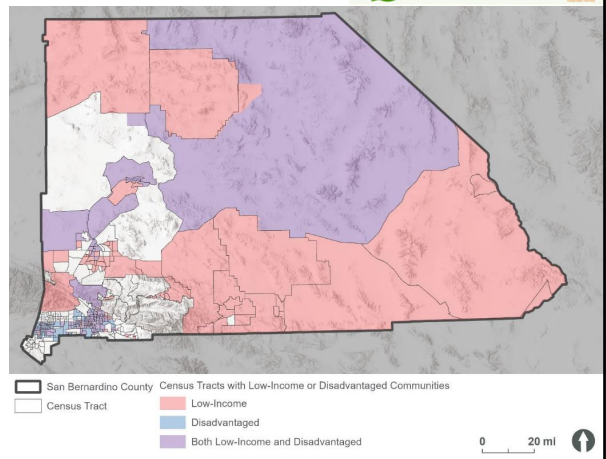 San Bernardino County
Census Tract
Census Tracts with Low-Income or Disadvantaged Communities
Low-Income
Disadvantaged
Both Low-Income and Disadvantaged
0 20 mi